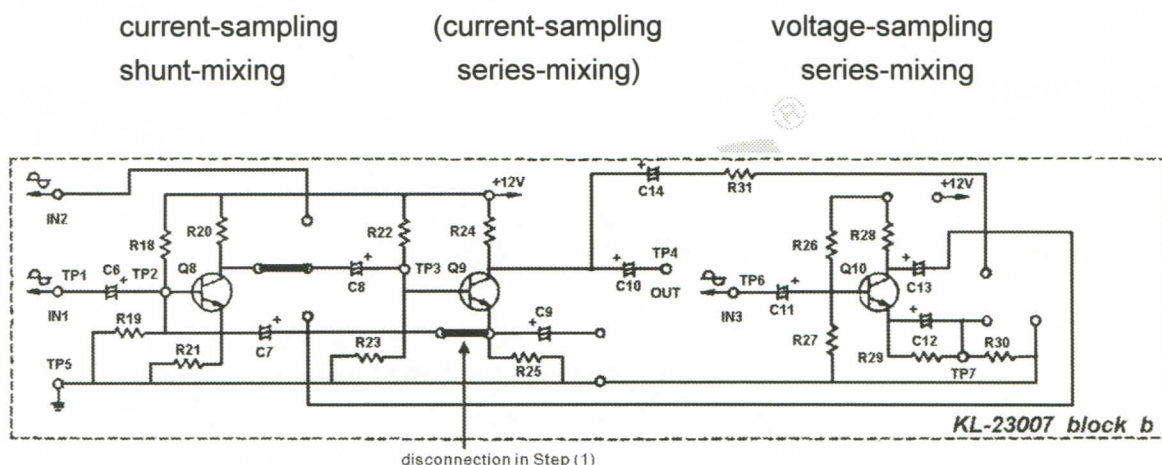 current-sampling (current-sampling voltage-sampling
shunt-mixing series-mixing) series-mixing
®
C14 R31
+12V +12V
IN2
R18 R20 R22 R24 R26 R28
TP1 C6 TP2 Q8 TP3 Q9 TP4 TP6 Q10
C8 C10 C13
IN1 OUT IN3 C11
R19 C9 C12
R21 C7 R23 R25 R27 R29 R30
TP5 TP7
KL-23007 block b
disconnection in Step (1)